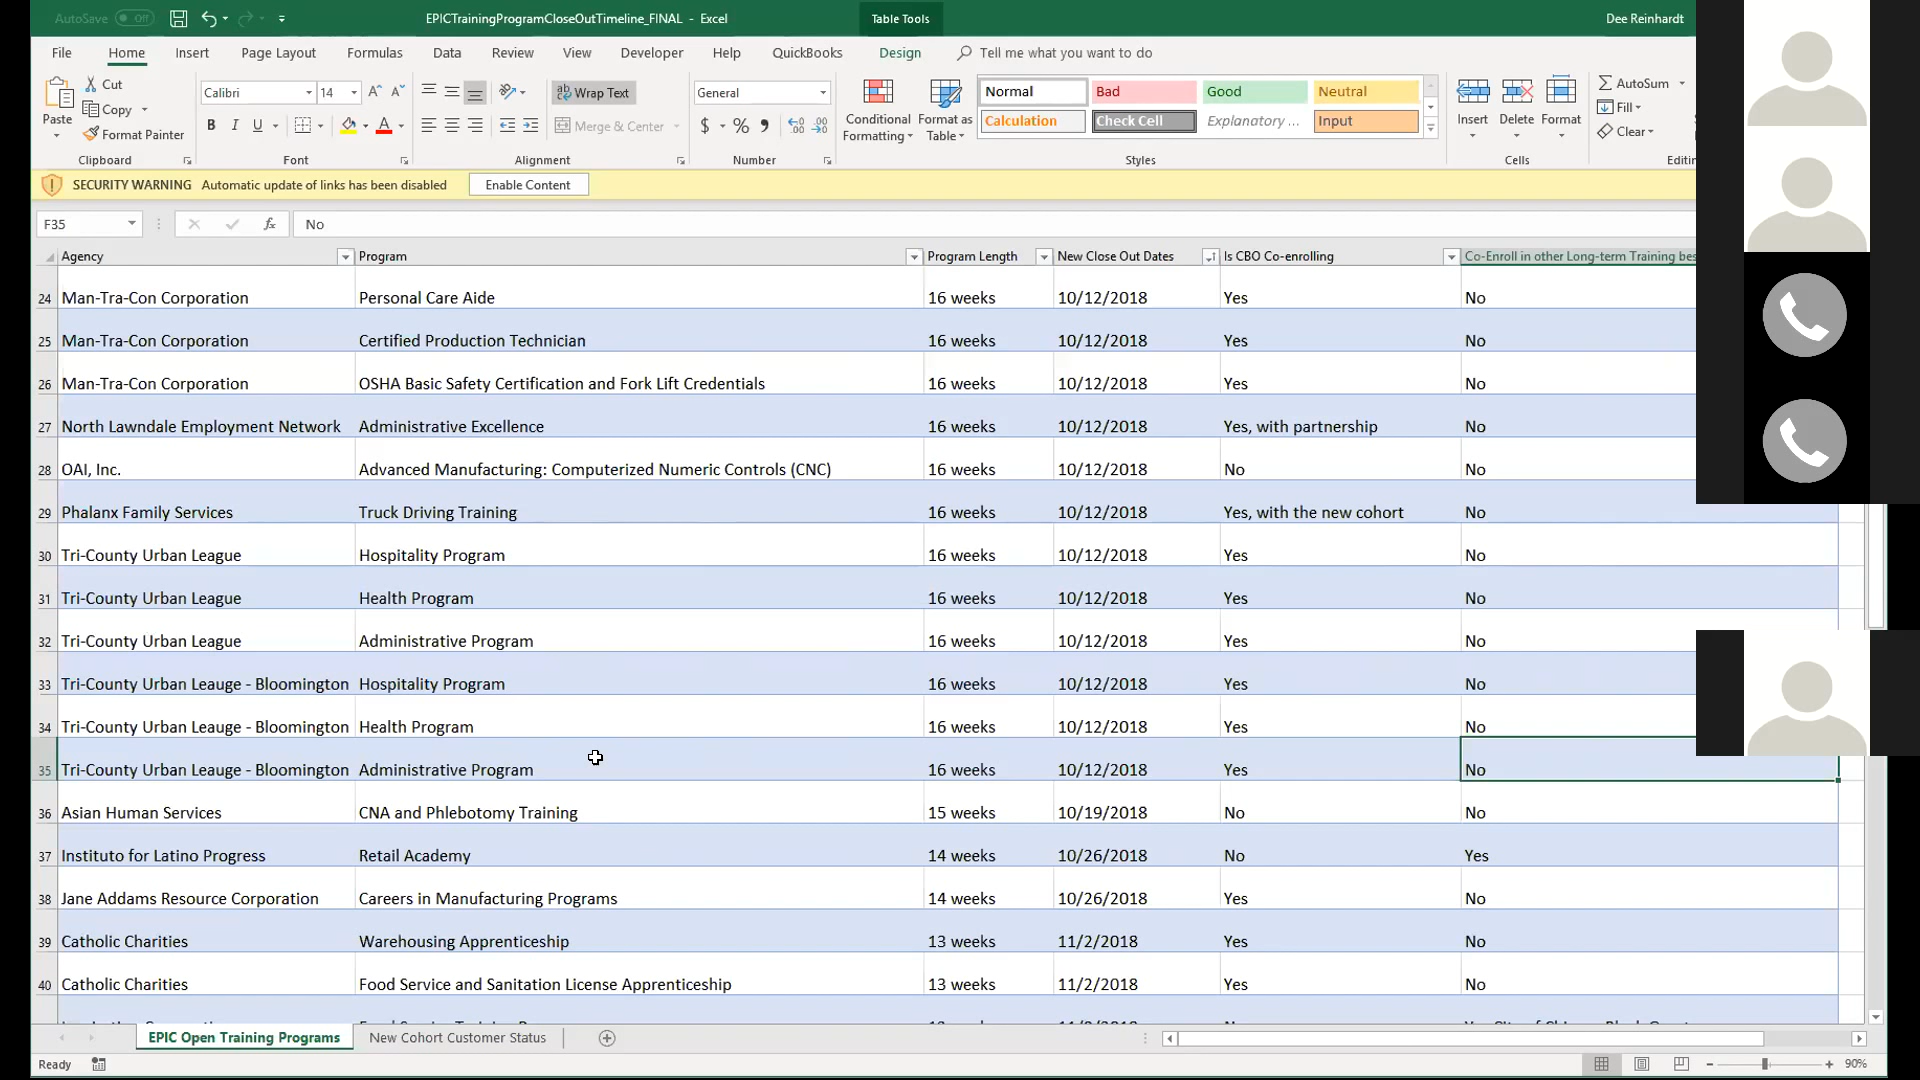 AutoSave Off EPICTrainingProgramCloseOutTimeline_FINAL - Excel Table Tools Dee Reinhardt
File Home Insert Page Layout Formulas Data Review View Developer Help QuickBooks Design Tell me what you want to do
Paste Cut Copy Format Painter Clipboard
Calibri 14 B I U A Font
Wrap Text Merge & Center Alignment
General $ % Number
Conditional Formatting Format as Table
Normal Bad Good Neutral
Calculation Check Cell Explanatory ... Input
Styles
Insert Delete Format Cells
AutoSum Fill Clear
SECURITY WARNING Automatic update of links has been disabled Enable Content
F35 fx No
Agency Program Program Length New Close Out Dates Is CBO Co-enrolling Co-Enroll in other Long-term Training bes
24 Man-Tra-Con Corporation Personal Care Aide 16 weeks 10/12/2018 Yes No
25 Man-Tra-Con Corporation Certified Production Technician 16 weeks 10/12/2018 Yes No
26 Man-Tra-Con Corporation OSHA Basic Safety Certification and Fork Lift Credentials 16 weeks 10/12/2018 Yes No
27 North Lawndale Employment Network Administrative Excellence 16 weeks 10/12/2018 Yes, with partnership No
28 OAI, Inc. Advanced Manufacturing: Computerized Numeric Controls (CNC) 16 weeks 10/12/2018 No No
29 Phalanx Family Services Truck Driving Training 16 weeks 10/12/2018 Yes, with the new cohort No
30 Tri-County Urban League Hospitality Program 16 weeks 10/12/2018 Yes No
31 Tri-County Urban League Health Program 16 weeks 10/12/2018 Yes No
32 Tri-County Urban League Administrative Program 16 weeks 10/12/2018 Yes No
33 Tri-County Urban Leauge - Bloomington Hospitality Program 16 weeks 10/12/2018 Yes No
34 Tri-County Urban Leauge - Bloomington Health Program 16 weeks 10/12/2018 Yes No
35 Tri-County Urban Leauge - Bloomington Administrative Program 16 weeks 10/12/2018 Yes No
36 Asian Human Services CNA and Phlebotomy Training 15 weeks 10/19/2018 No No
37 Instituto for Latino Progress Retail Academy 14 weeks 10/26/2018 No Yes
38 Jane Addams Resource Corporation Careers in Manufacturing Programs 14 weeks 10/26/2018 Yes No
39 Catholic Charities Warehousing Apprenticeship 13 weeks 11/2/2018 Yes No
40 Catholic Charities Food Service and Sanitation License Apprenticeship 13 weeks 11/2/2018 Yes No
EPIC Open Training Programs New Cohort Customer Status
Ready 90%